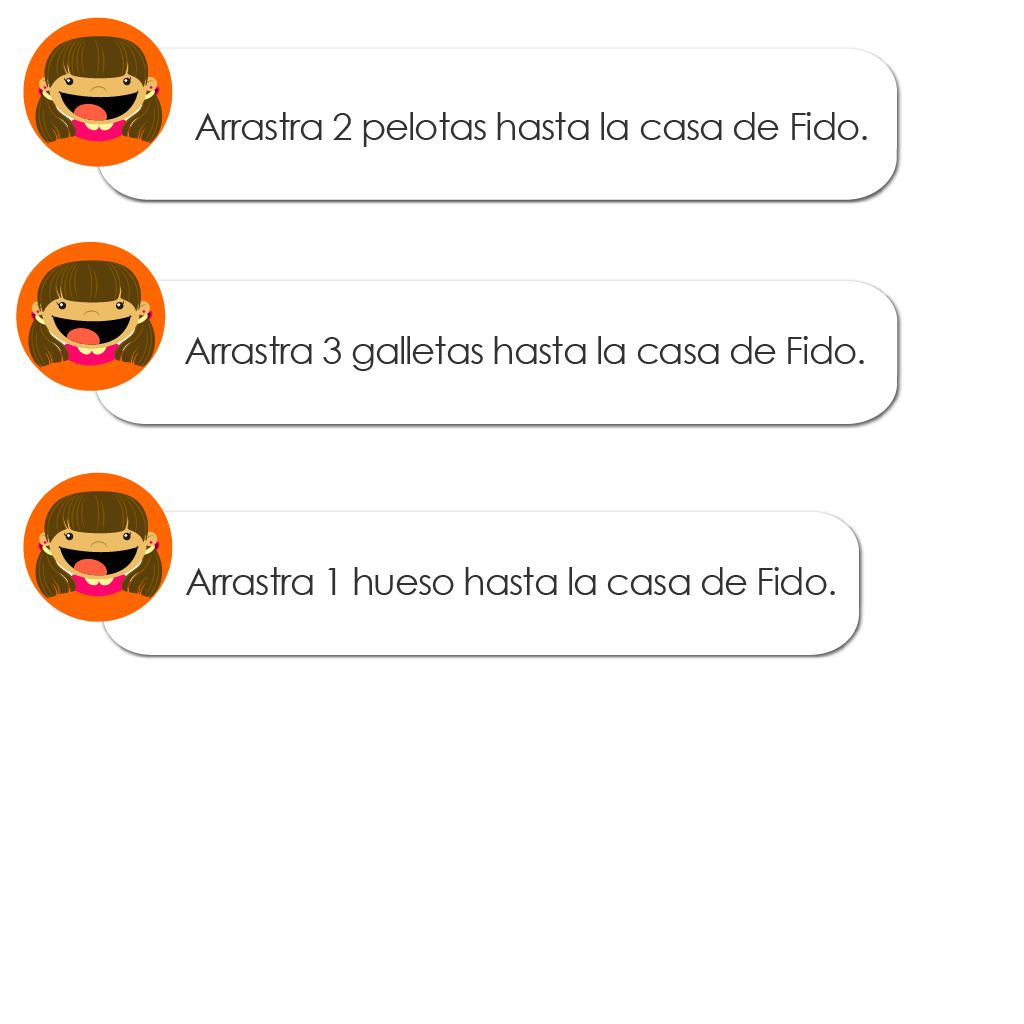 Arrastra 2 pelotas hasta la casa de Fido.
Arrastra 3 galletas hasta la casa de Fido.
Arrastra 1 hueso hasta la casa de Fido.